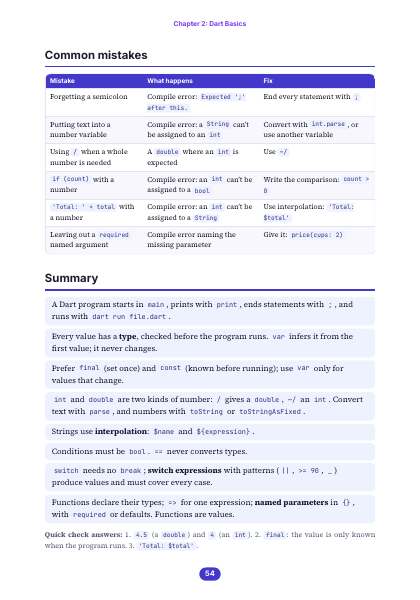 Chapter 2: Dart Basics
Common mistakes
Mistake What happens Fix
Forgetting a semicolon Compile error: Expected ';' after this. End every statement with ;
Putting text into a number variable Compile error: a String can't be assigned to an int Convert with int.parse, or use another variable
Using / when a whole number is needed A double where an int is expected Use ~/
if (count) with a number Compile error: an int can't be assigned to a bool Write the comparison: count > 0
'Total: ' + total with a number Compile error: an int can't be assigned to a String Use interpolation: 'Total: $total'
Leaving out a required named argument Compile error naming the missing parameter Give it: price(cups: 2)
Summary
A Dart program starts in main, prints with print, ends statements with ;, and
runs with dart run file.dart.
Every value has a type, checked before the program runs. var infers it from the
first value; it never changes.
Prefer final (set once) and const (known before running); use var only for
values that change.
int and double are two kinds of number: / gives a double, ~/ an int. Convert
text with parse, and numbers with toString or toStringAsFixed.
Strings use interpolation: $name and ${expression}.
Conditions must be bool. == never converts types.
switch needs no break; switch expressions with patterns (||, >= 90, _)
produce values and must cover every case.
Functions declare their types; => for one expression; named parameters in {},
with required or defaults. Functions are values.
Quick check answers: 1. 4.5 (a double) and 4 (an int). 2. final: the value is only known
when the program runs. 3. 'Total: $total'.
54